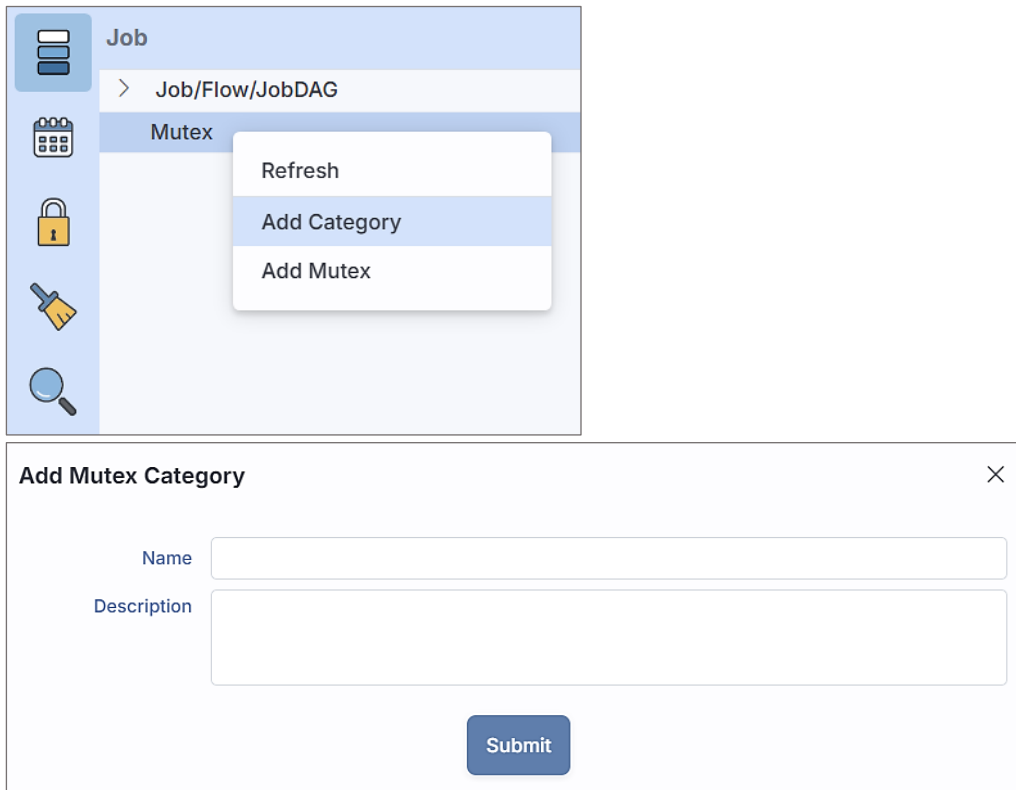 Job
Job/Flow/JobDAG
Mutex
Refresh
Add Category
Add Mutex
Add Mutex Category
Name
Description
Submit